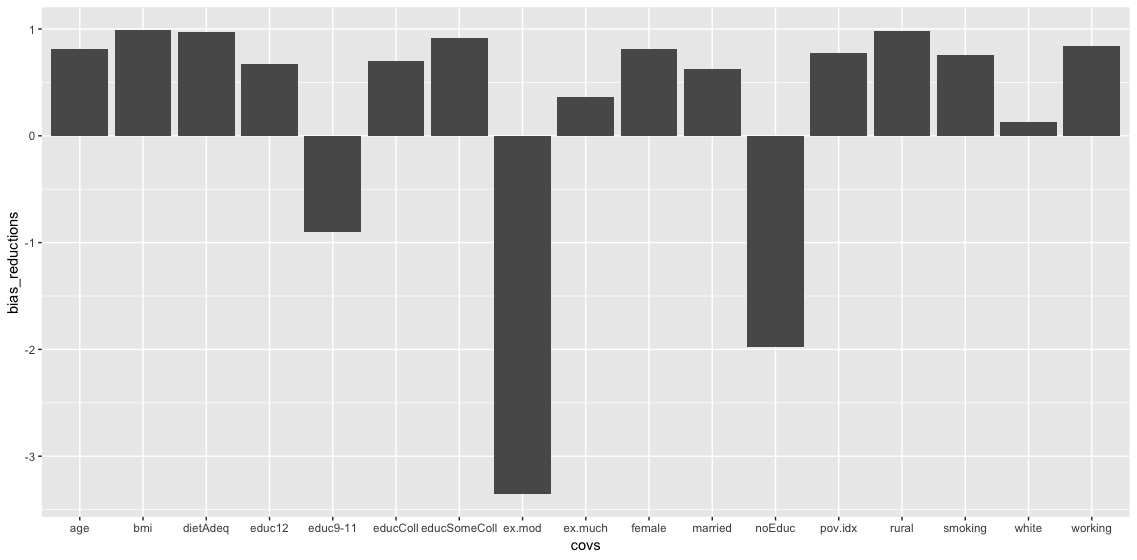 bias_reductions
1
0
-1
-2
-3
age bmi dietAdeq educ12 educ9-11 educColl educSomeColl ex.mod ex.much female married noEduc pov.idx rural smoking white working
covs